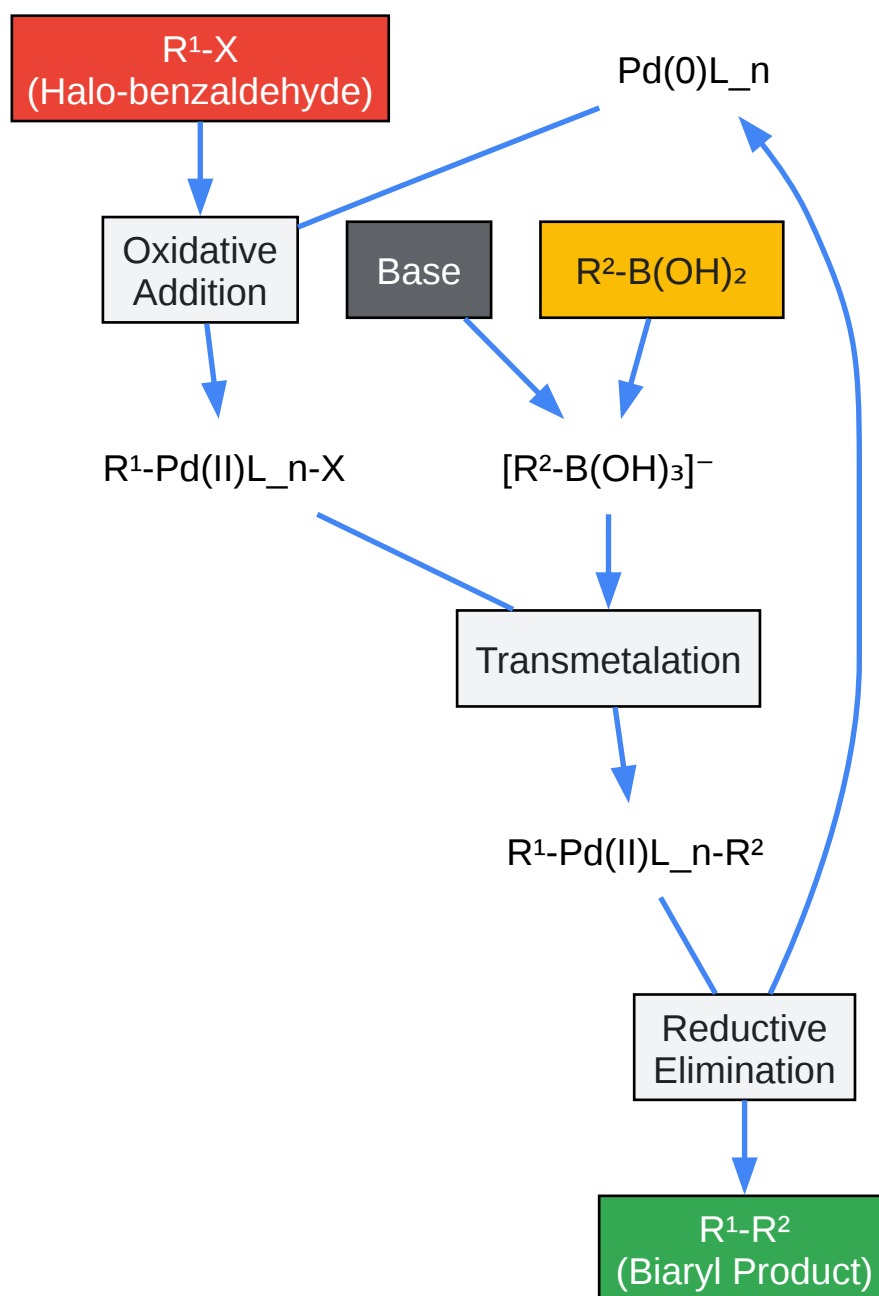 R¹-X
(Halo-benzaldehyde)
Pd(0)L_n
Oxidative
Addition
Base
R²-B(OH)₂
R¹-Pd(II)L_n-X
[R²-B(OH)₃]⁻
Transmetalation
R¹-Pd(II)L_n-R²
Reductive
Elimination
R¹-R²
(Biaryl Product)